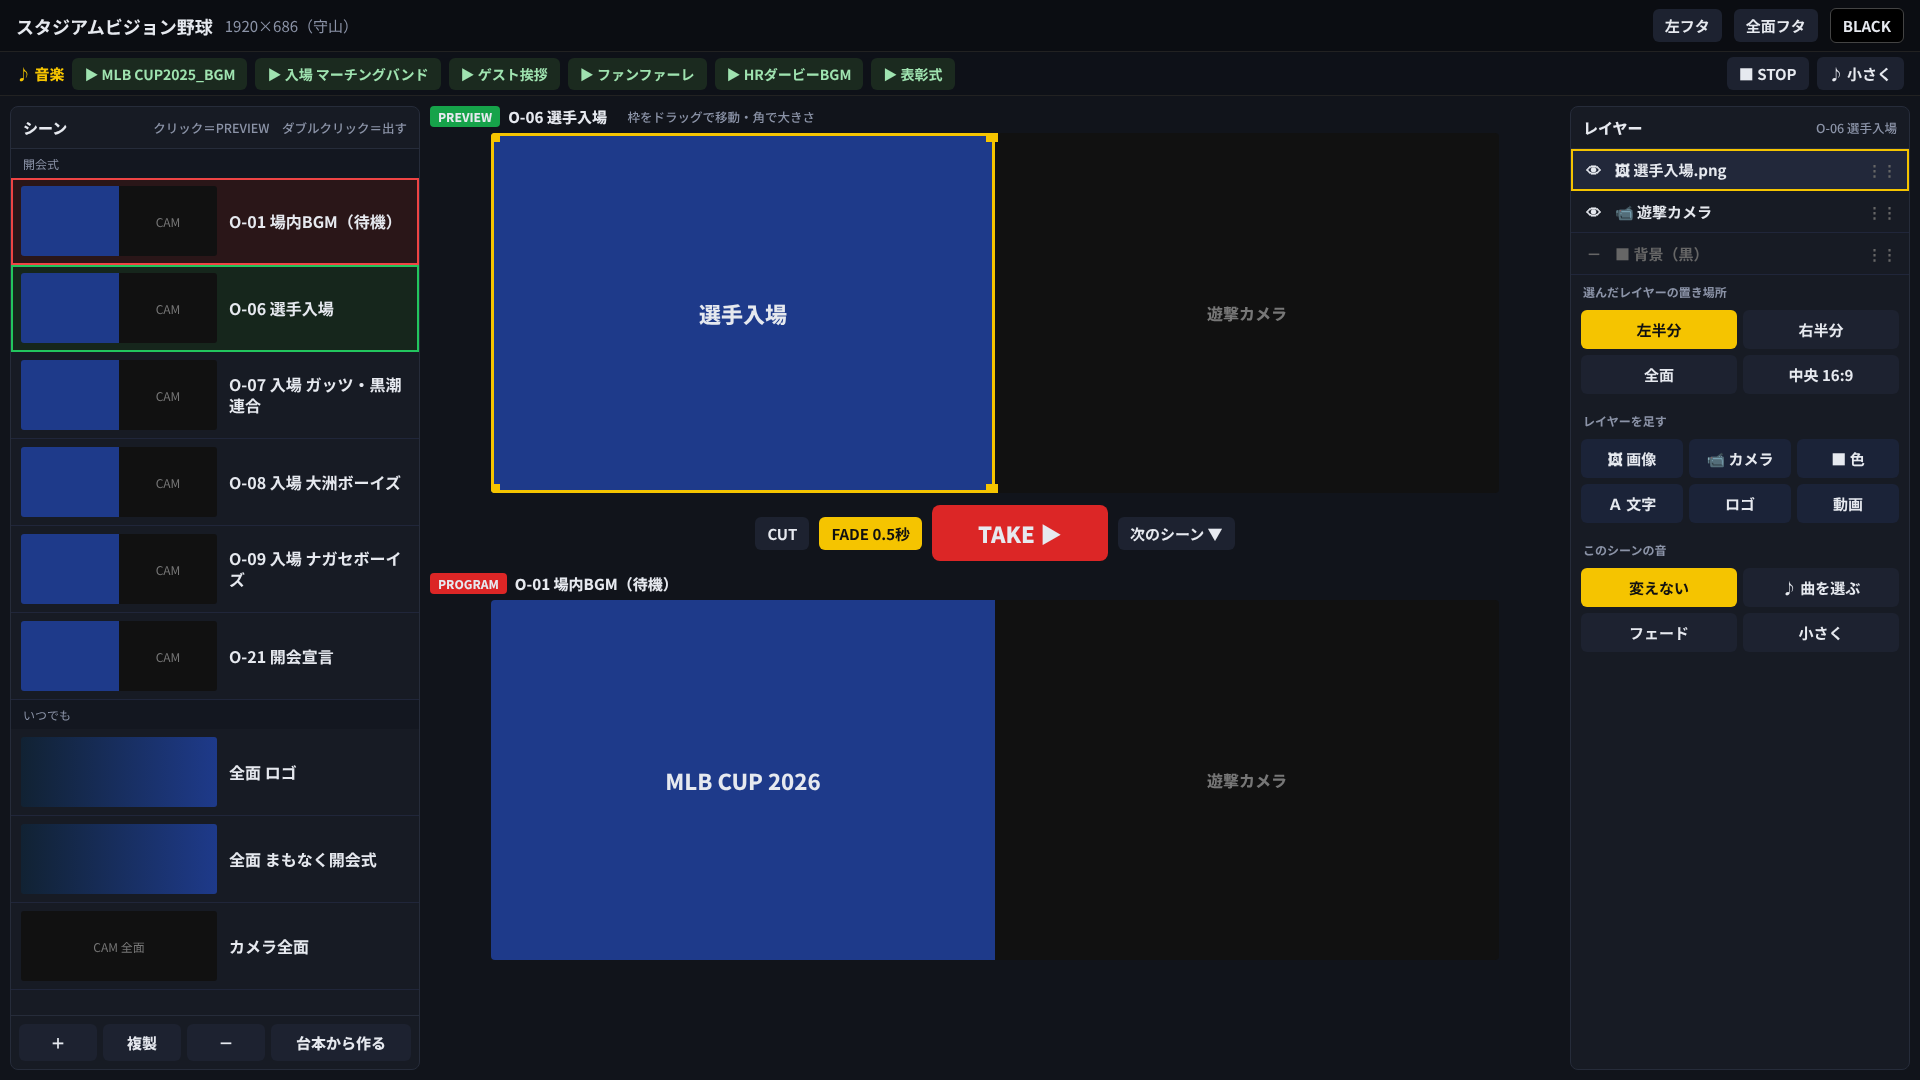 スタジアムビジョン野球 1920×686（守山）
左フタ 全面フタ BLACK
♪ 音楽 ▶ MLB CUP2025_BGM ▶ 入場 マーチングバンド ▶ ゲスト挨拶 ▶ ファンファーレ ▶ HRダービーBGM ▶ 表彰式
■ STOP ♪ 小さく
シーン クリック＝PREVIEW ダブルクリック＝出す
開会式
CAM O-01 場内BGM（待機）
CAM O-06 選手入場
CAM O-07 入場 ガッツ・黒潮
連合
CAM O-08 入場 大洲ボーイズ
CAM O-09 入場 ナガセボーイ
ズ
CAM O-21 開会宣言
いつでも
全面 ロゴ
全面 まもなく開会式
CAM 全面 カメラ全面
＋ 複製 － 台本から作る
PREVIEW O-06 選手入場 枠をドラッグで移動・角で大きさ
選手入場
遊撃カメラ
CUT FADE 0.5秒 TAKE ▶ 次のシーン ▼
PROGRAM O-01 場内BGM（待機）
MLB CUP 2026
遊撃カメラ
レイヤー O-06 選手入場
👁 🖼 選手入場.png ⋮⋮
👁 📹 遊撃カメラ ⋮⋮
― ■ 背景（黒） ⋮⋮
選んだレイヤーの置き場所
左半分 右半分
全面 中央 16:9
レイヤーを足す
🖼 画像 📹 カメラ ■ 色
A 文字 ロゴ 動画
このシーンの音
変えない ♪ 曲を選ぶ
フェード 小さく